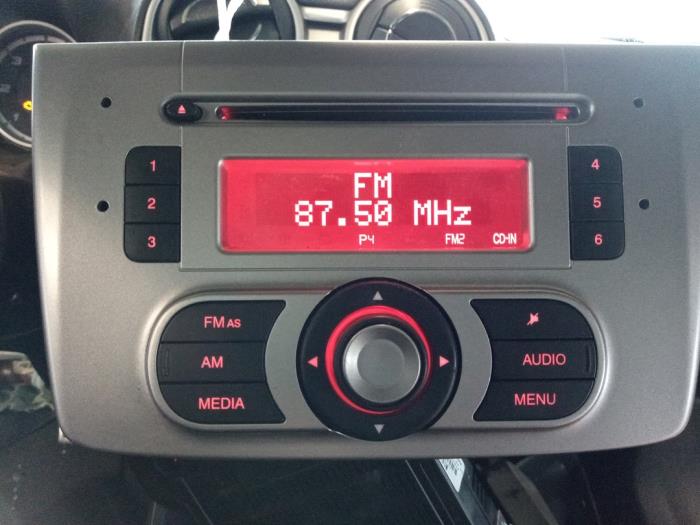 FM
87.50 MHz
P4 FM2 CD-IN
1
2
3
4
5
6
FM AS
AM
MEDIA
AUDIO
MENU